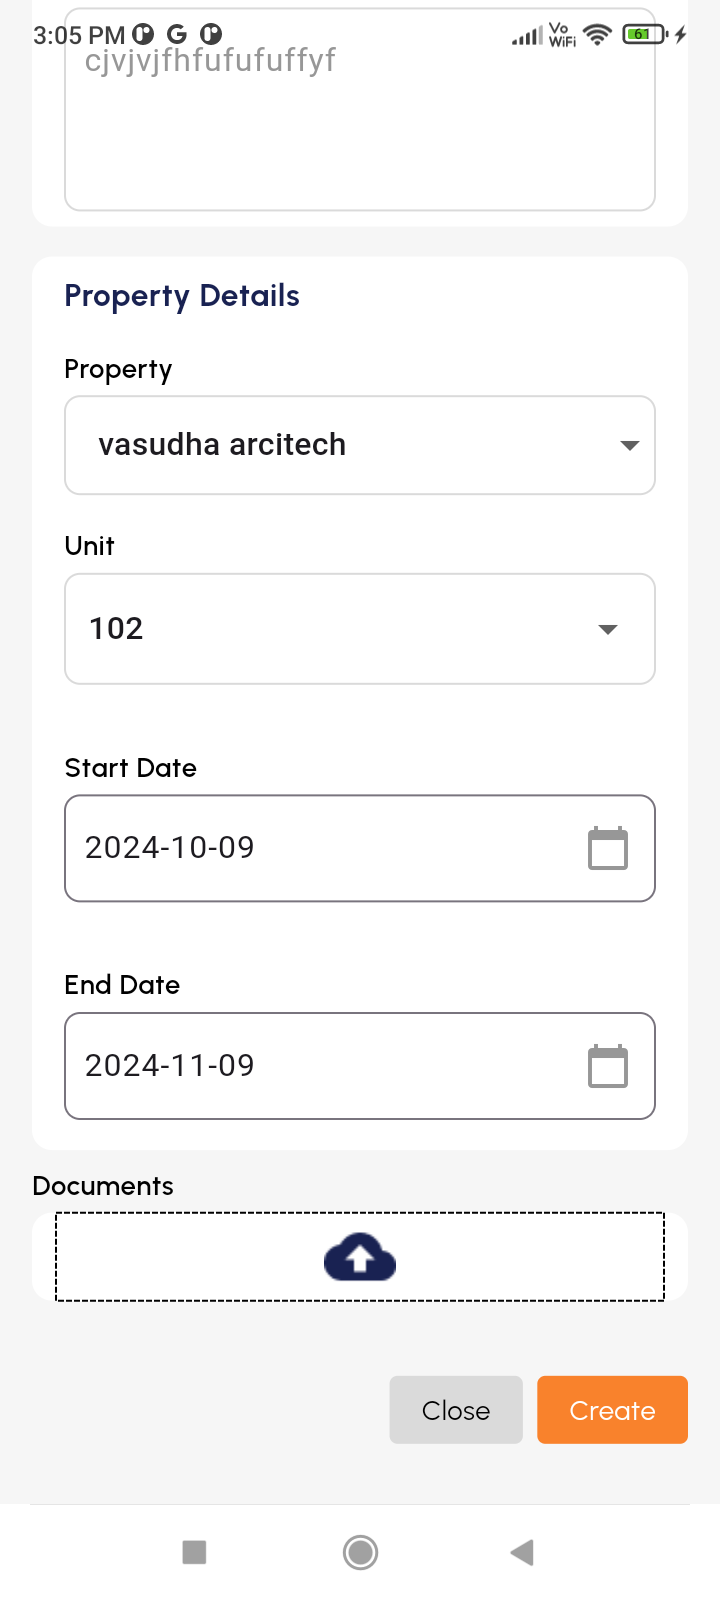 3:05 PM
Vo
WiFi
61
cjvjvjfhfufufuffyf
Property Details
Property
vasudha arcitech
Unit
102
Start Date
2024-10-09
End Date
2024-11-09
Documents
Close
Create